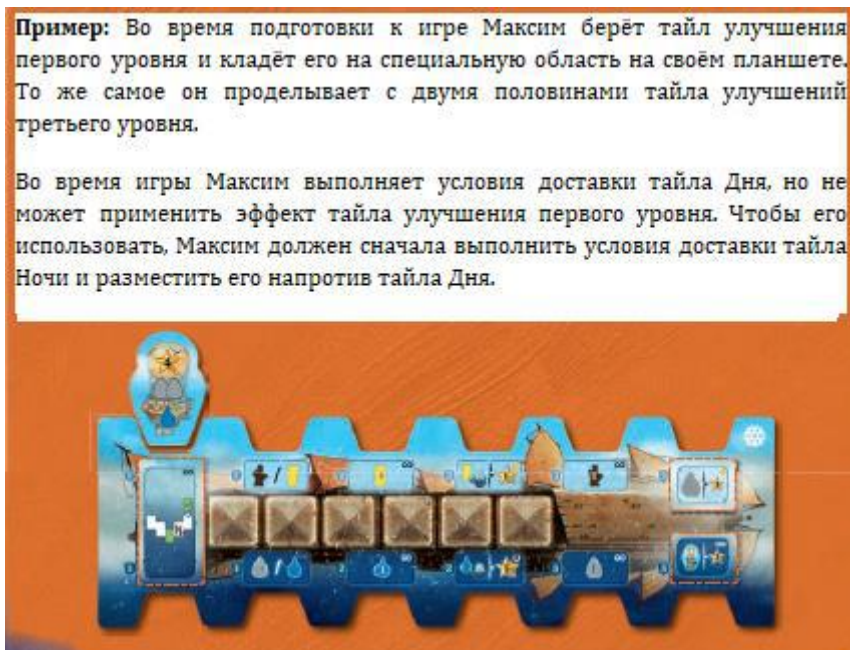 Пример: Во время подготовки к игре Максим берёт тайл улучшения
первого уровня и кладёт его на специальную область на своём планшете.
То же самое он проделывает с двумя половинами тайла улучшений
третьего уровня.
Во время игры Максим выполняет условия доставки тайла Дня, но не
может применить эффект тайла улучшения первого уровня. Чтобы его
использовать, Максим должен сначала выполнить условия доставки тайла
Ночи и разместить его напротив тайла Дня.